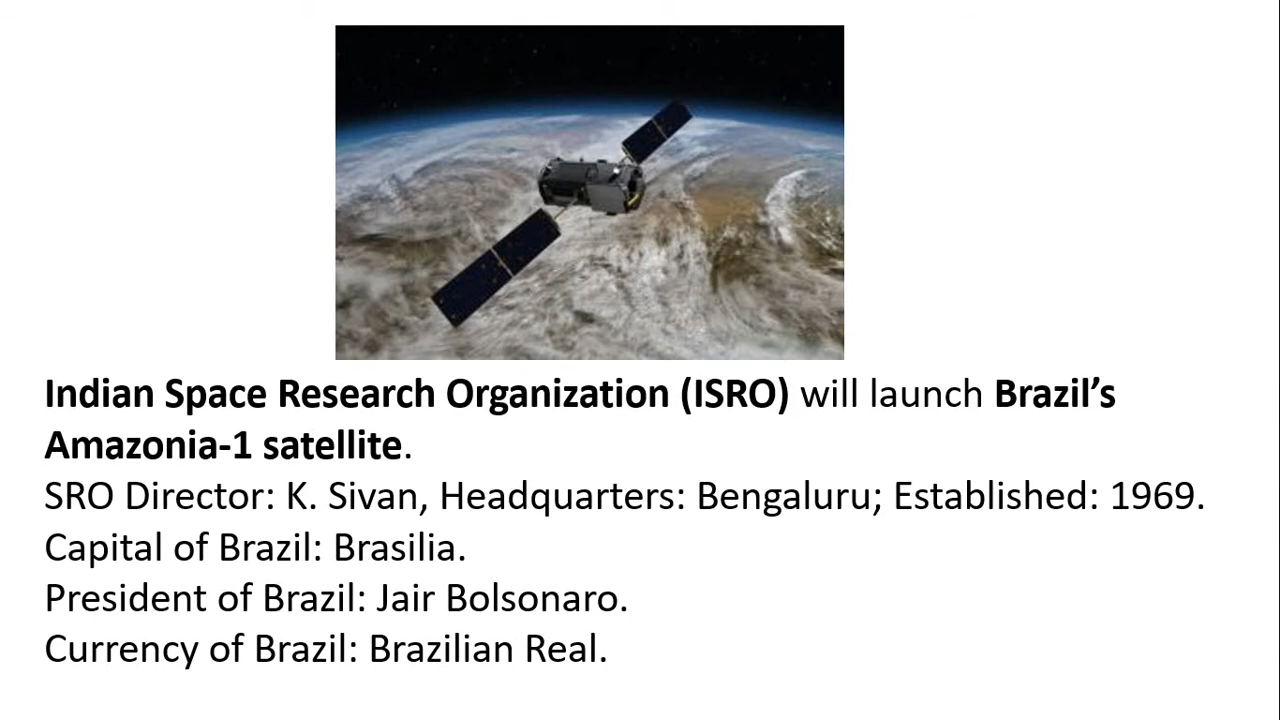 Indian Space Research Organization (ISRO) will launch Brazil’s
Amazonia-1 satellite.
SRO Director: K. Sivan, Headquarters: Bengaluru; Established: 1969.
Capital of Brazil: Brasilia.
President of Brazil: Jair Bolsonaro.
Currency of Brazil: Brazilian Real.